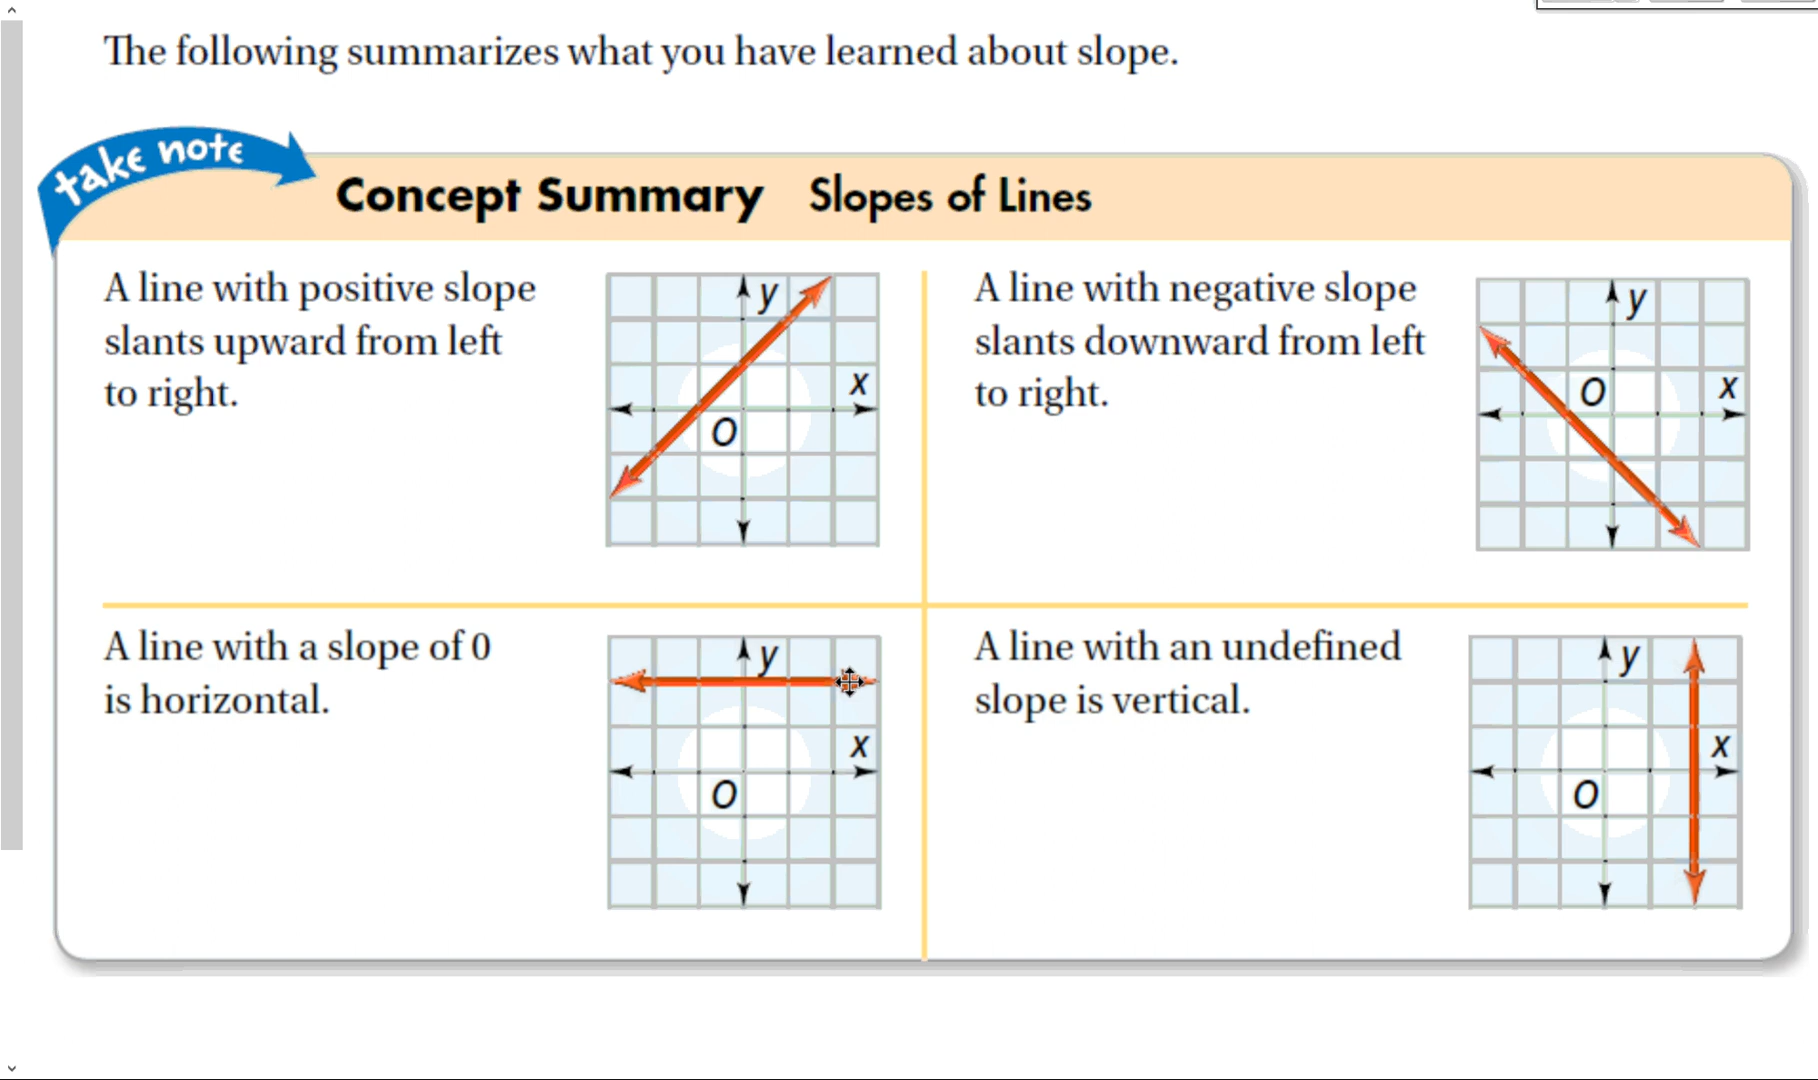 The following summarizes what you have learned about slope.
take note
Concept Summary Slopes of Lines
A line with positive slope
slants upward from left
to right.
y
x
O
A line with negative slope
slants downward from left
to right.
y
O
x
A line with a slope of 0
is horizontal.
y
x
O
A line with an undefined
slope is vertical.
y
x
O